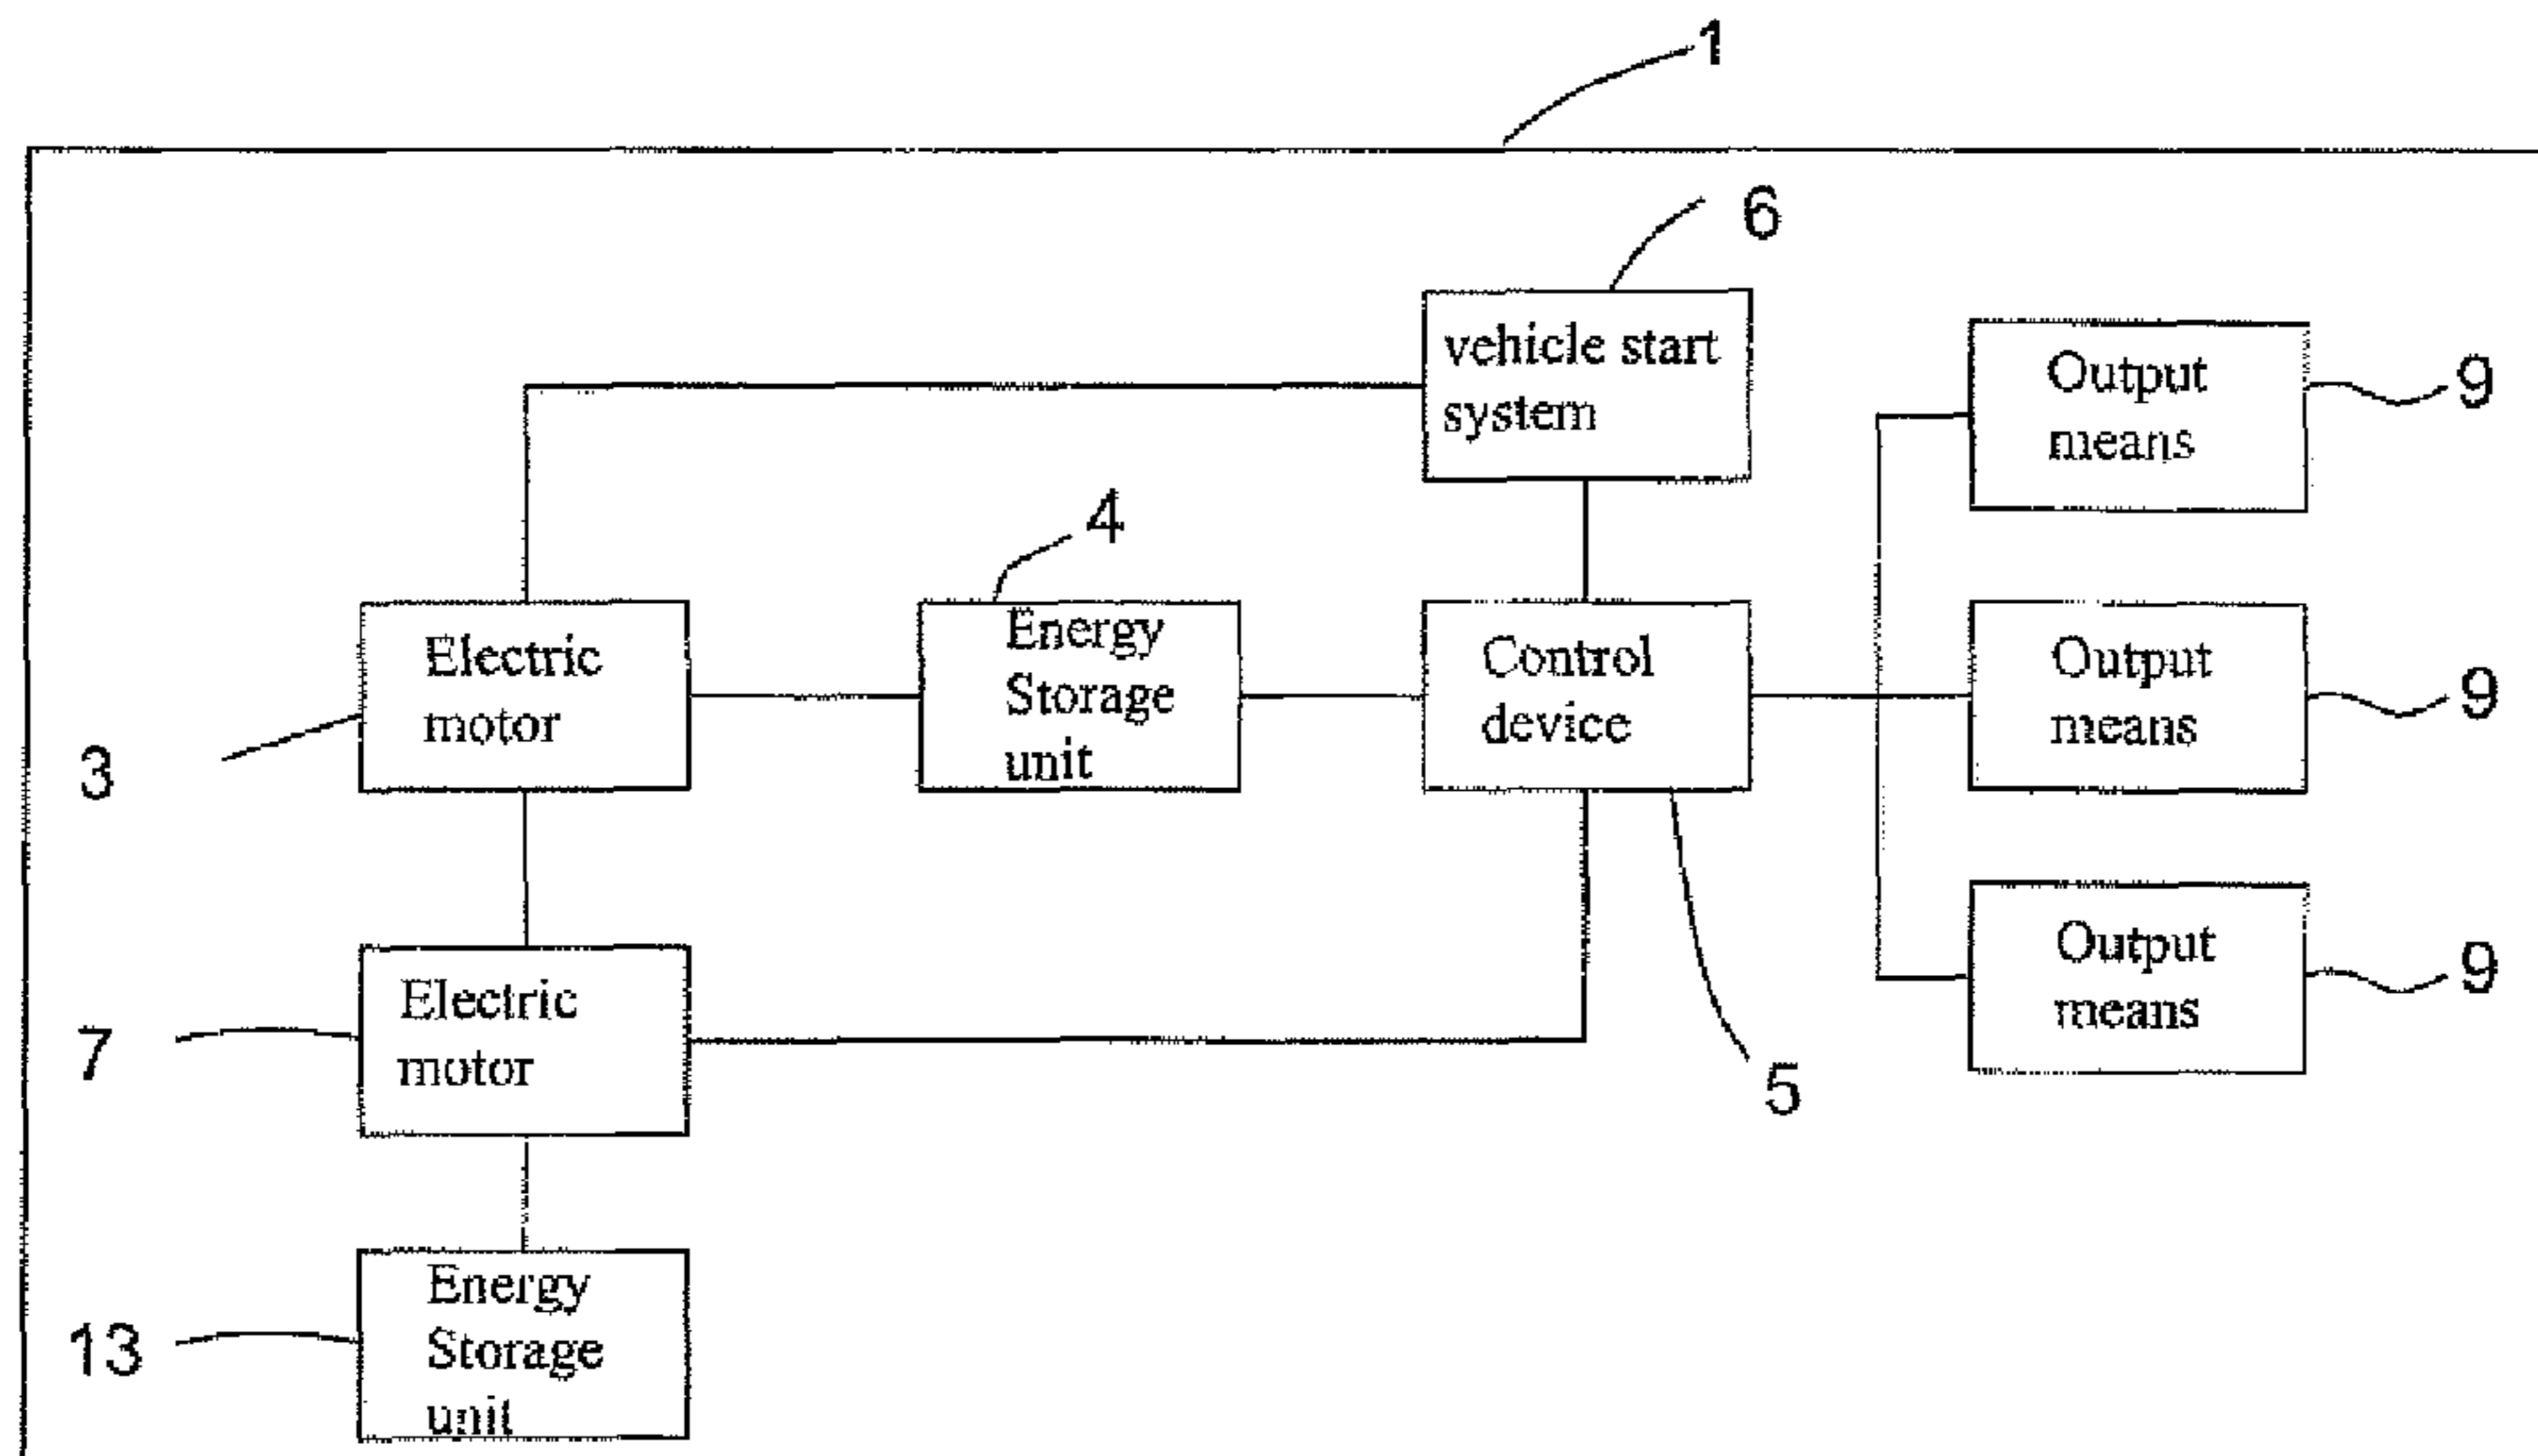 1
6
vehicle start
system
Output
means
9
4
Electric
motor
3
Energy
Storage
unit
Control
device
5
Output
means
9
Electric
motor
7
Output
means
9
Energy
Storage
unit
13